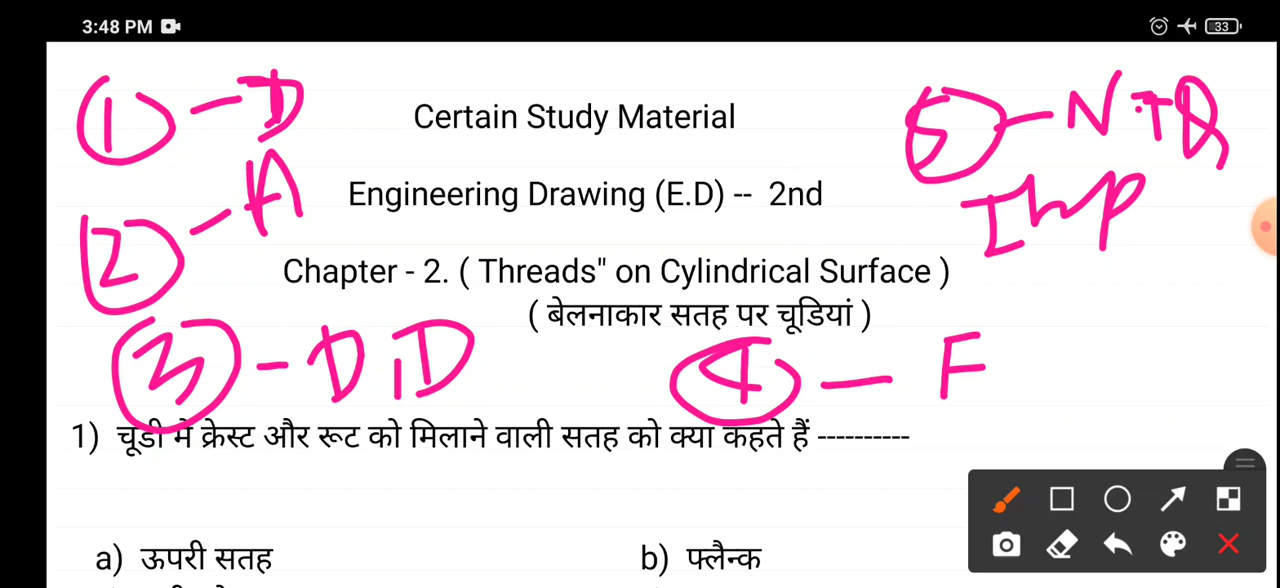 3:48 PM
33
Certain Study Material
Engineering Drawing (E.D) -- 2nd
Chapter - 2. ( Threads" on Cylindrical Surface )
( बेलनाकार सतह पर चूडियां )
1 - D
2 - A
3 - D, D
4 - F
5 - N.T.R
Imp
1) चूडी में क्रेस्ट और रूट को मिलाने वाली सतह को क्या कहते हैं ----------
a) ऊपरी सतह
b) फ्लैन्क